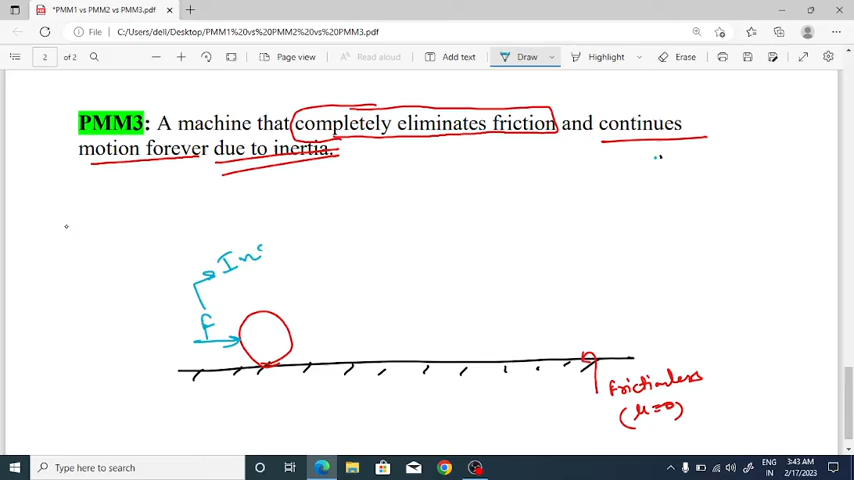 *PMM1 vs PMM2 vs PMM3.pdf
File
C:/Users/dell/Desktop/PMM1%20vs%20PMM2%20vs%20PMM3.pdf
2 of 2
Page view
Read aloud
Add text
Draw
Highlight
Erase
PMM3: A machine that completely eliminates friction and continues
motion forever due to inertia.
f
frictionless
(μ=0)
Type here to search
ENG
IN
3:43 AM
2/17/2023